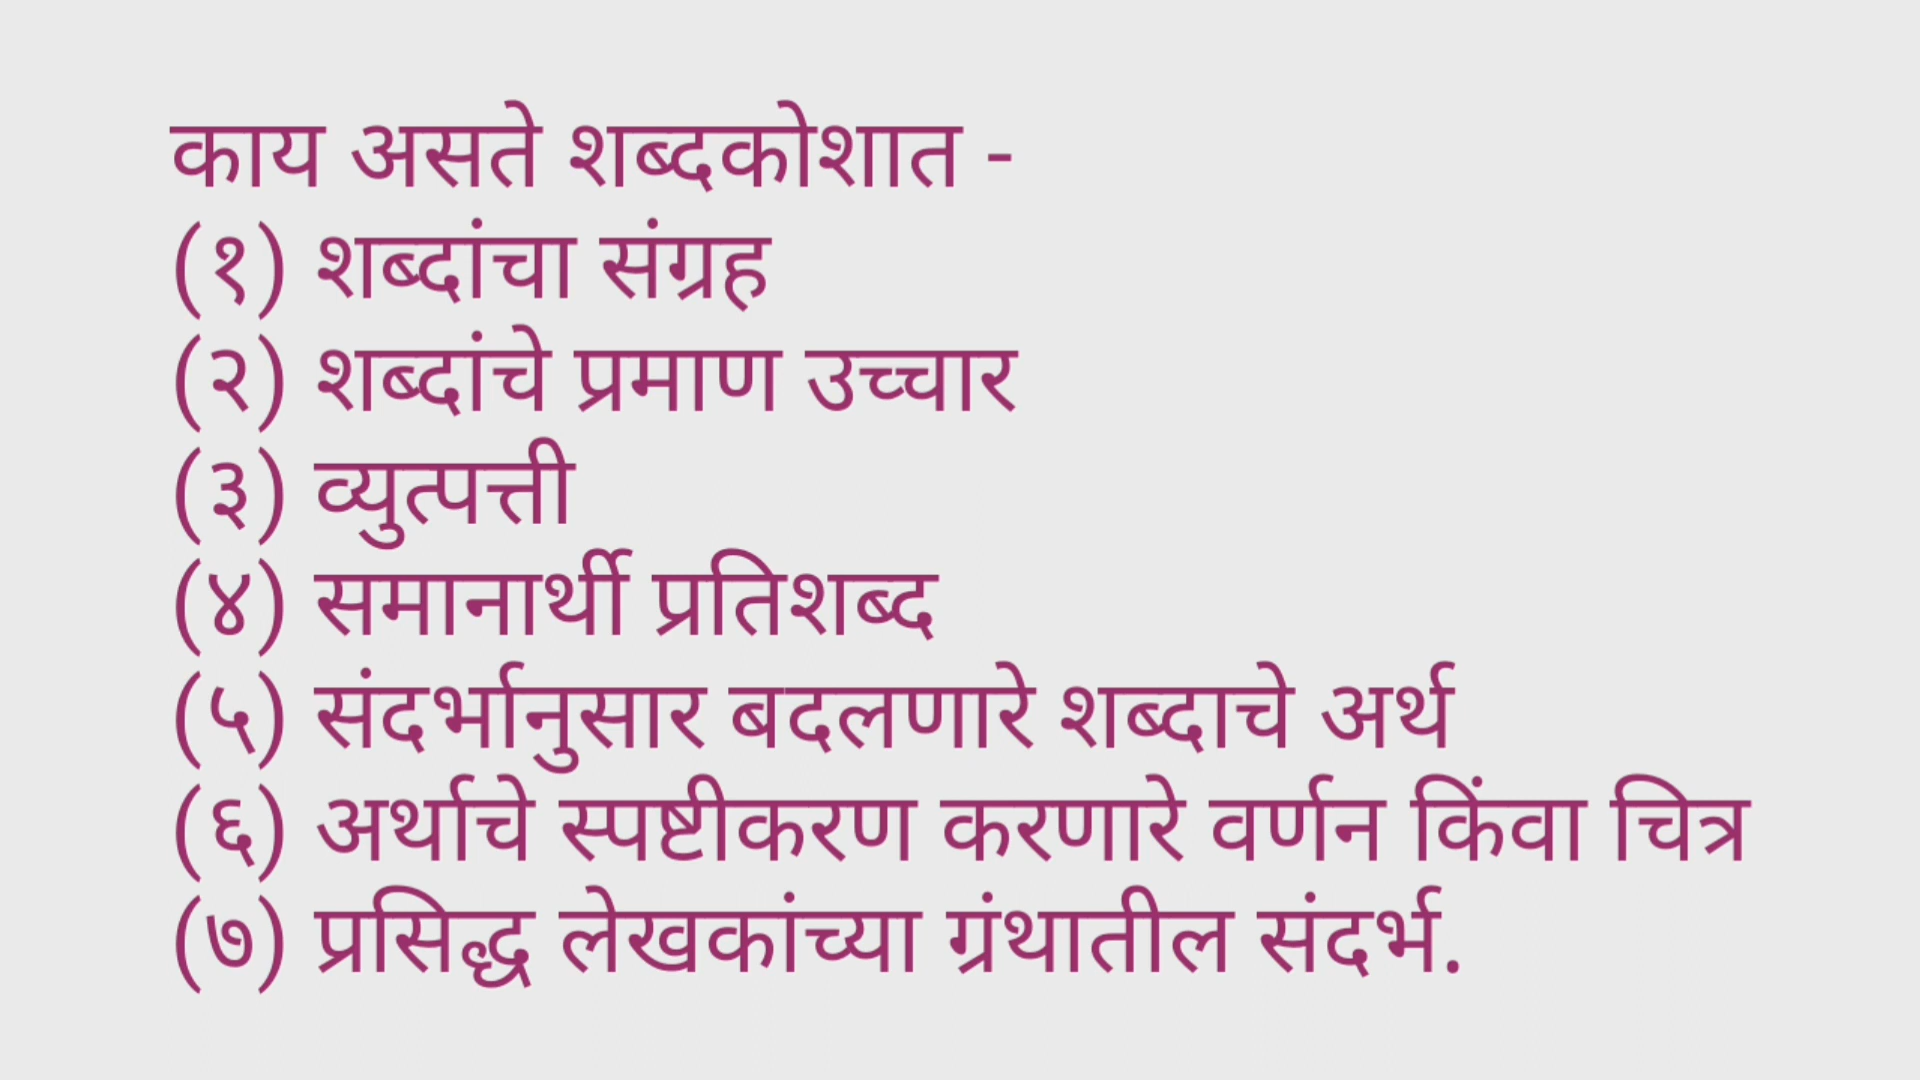 काय असते शब्दकोशात -
(१) शब्दांचा संग्रह
(२) शब्दांचे प्रमाण उच्चार
(३) व्युत्पत्ती
(४) समानार्थी प्रतिशब्द
(५) संदर्भानुसार बदलणारे शब्दाचे अर्थ
(६) अर्थाचे स्पष्टीकरण करणारे वर्णन किंवा चित्र
(७) प्रसिद्ध लेखकांच्या ग्रंथातील संदर्भ.